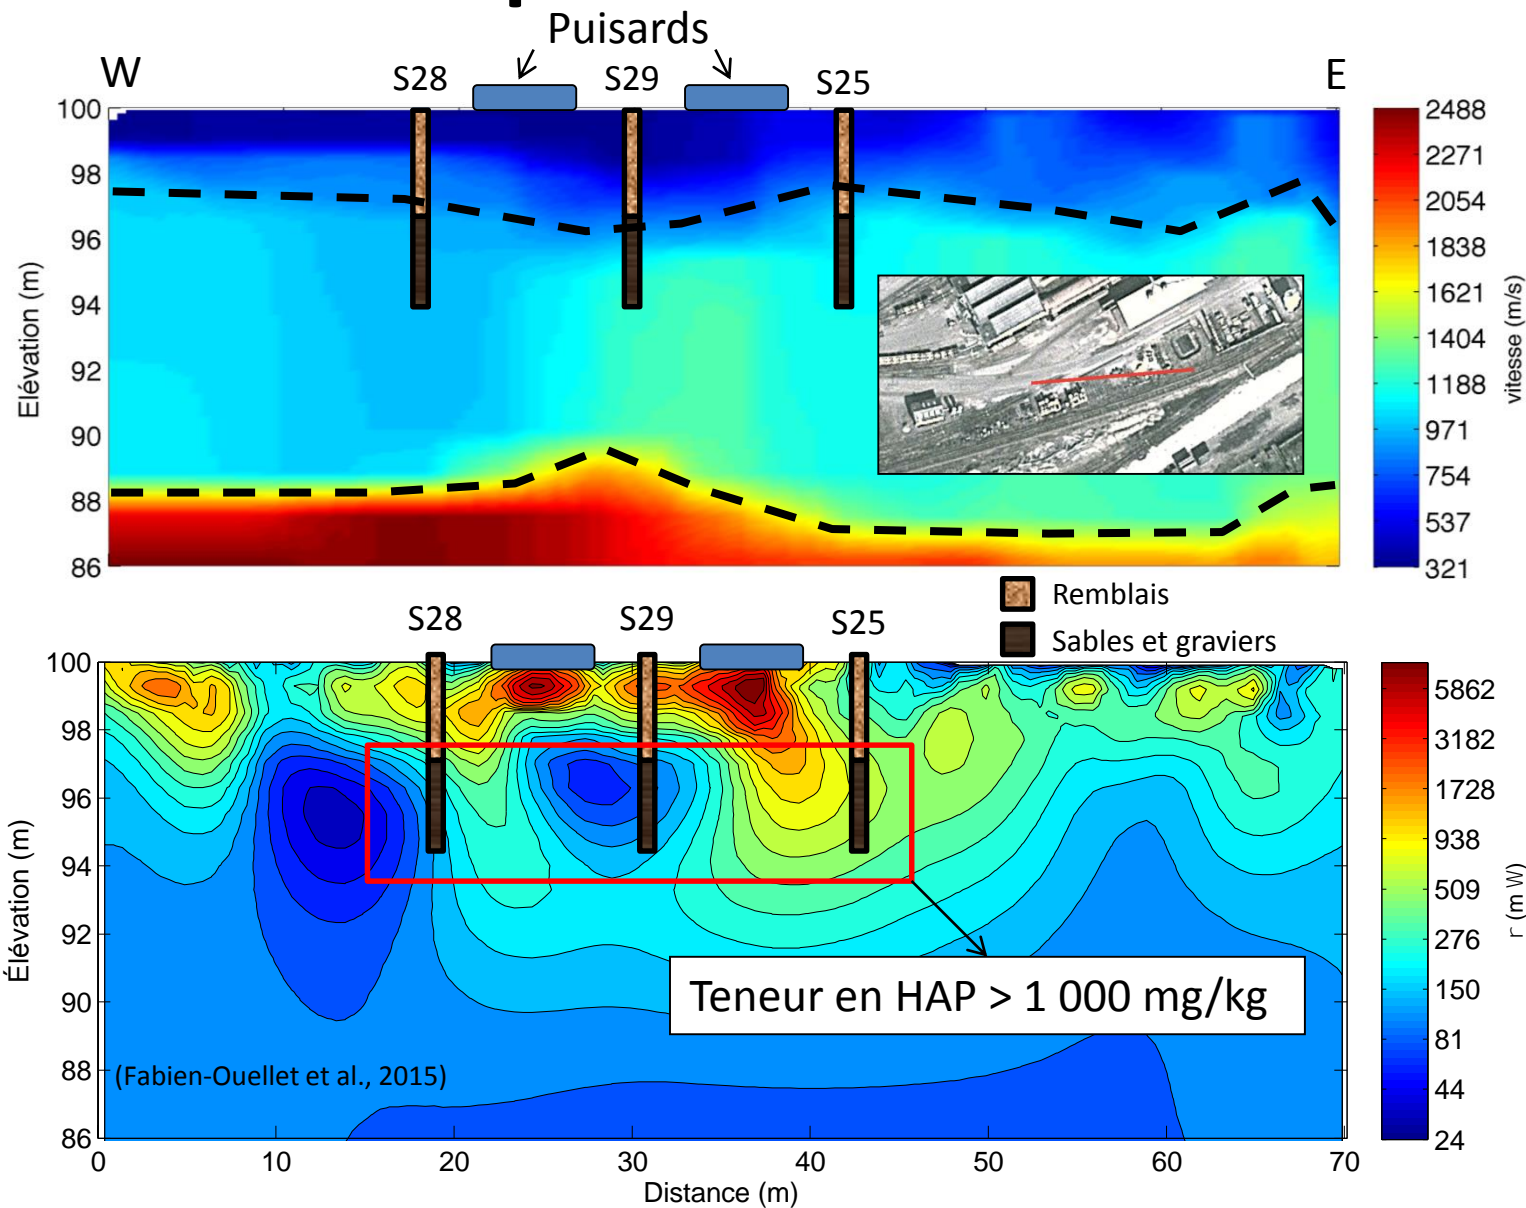 Puisards
W
S28
S29
S25
E
100
98
96
94
92
90
88
86
Elévation (m)
2488
2271
2054
1838
1621
1404
1188
971
754
537
321
vitesse (m/s)
Remblais
Sables et graviers
S28
S29
S25
100
98
96
94
92
90
88
86
Élévation (m)
Teneur en HAP > 1 000 mg/kg
(Fabien-Ouellet et al., 2015)
0 10 20 30 40 50 60 70
Distance (m)
5862
3182
1728
938
509
276
150
81
44
24
r (m W)